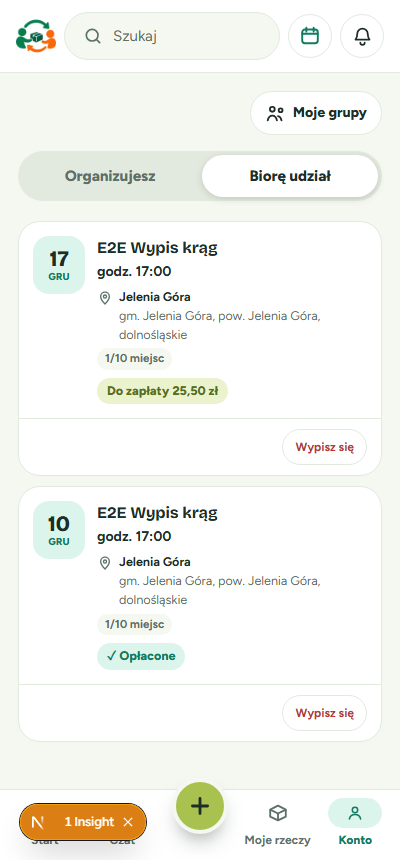 Szukaj
Moje grupy
Organizujesz
Biorę udział
17
GRU
E2E Wypis krąg
godz. 17:00
Jelenia Góra
gm. Jelenia Góra, pow. Jelenia Góra,
dolnośląskie
1/10 miejsc
Do zapłaty 25,50 zł
Wypisz się
10
GRU
E2E Wypis krąg
godz. 17:00
Jelenia Góra
gm. Jelenia Góra, pow. Jelenia Góra,
dolnośląskie
1/10 miejsc
✓ Opłacone
Wypisz się
N 1 Insight ×
Start
Czat
Moje rzeczy
Konto